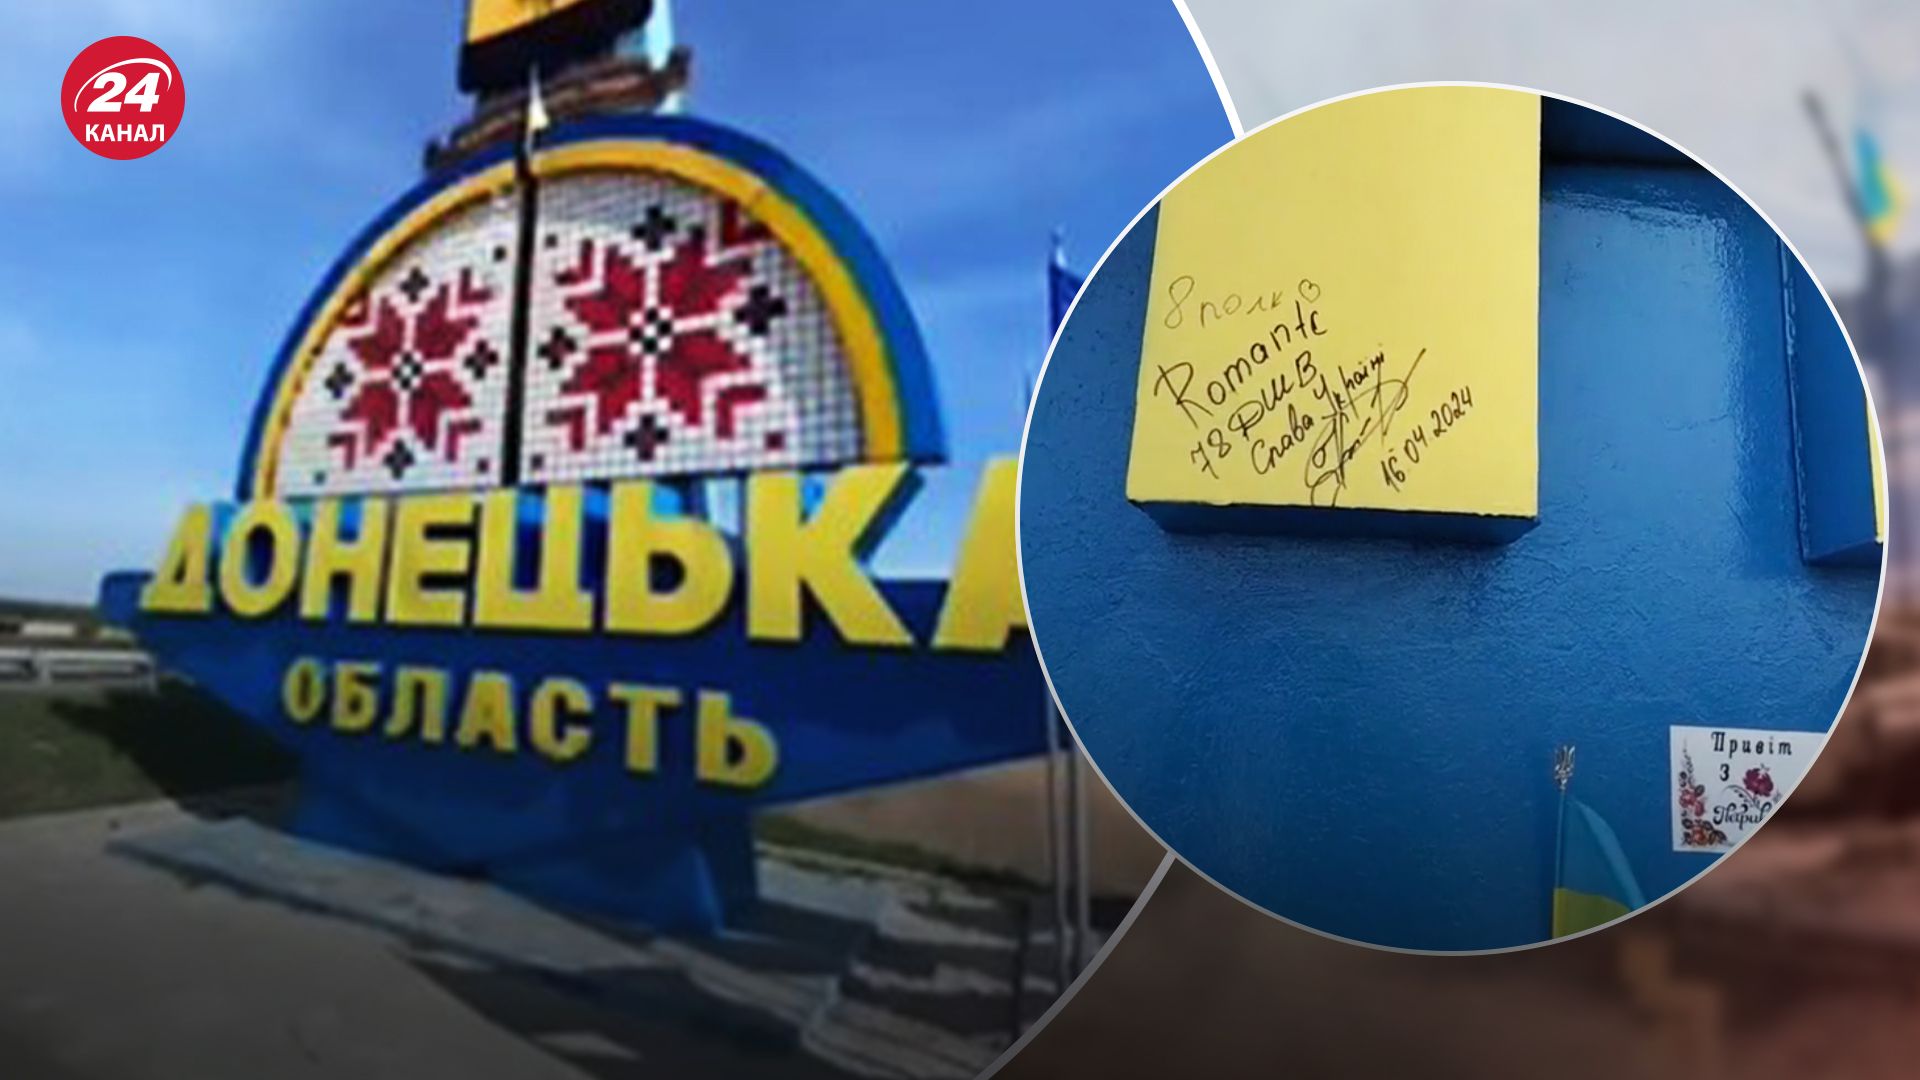 24
КАНАЛ
ДОНЕЦЬКА
ОБЛАСТЬ
8 полк
Romantic
78 ДШВ
Слава Україні
16.04.2024
Привіт
З